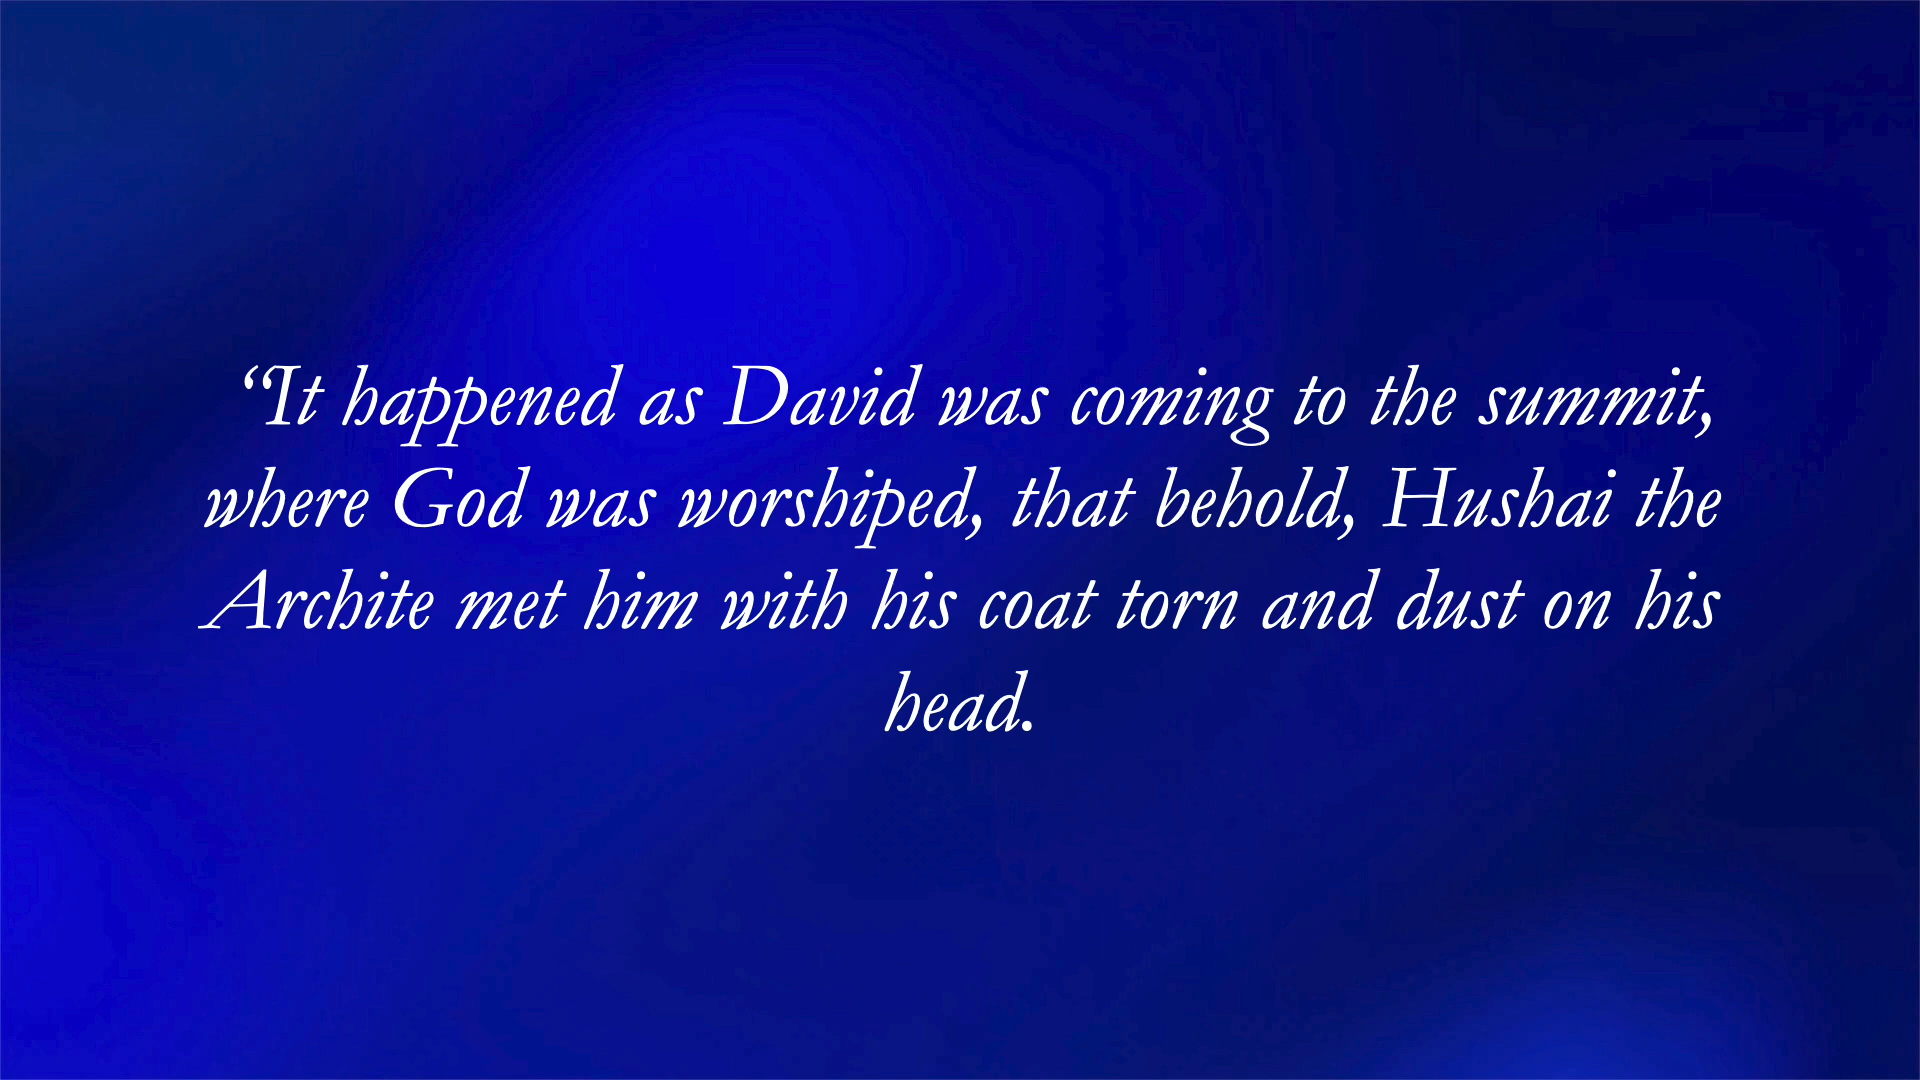 “It happened as David was coming to the summit,
where God was worshiped, that behold, Hushai the
Archite met him with his coat torn and dust on his
head.